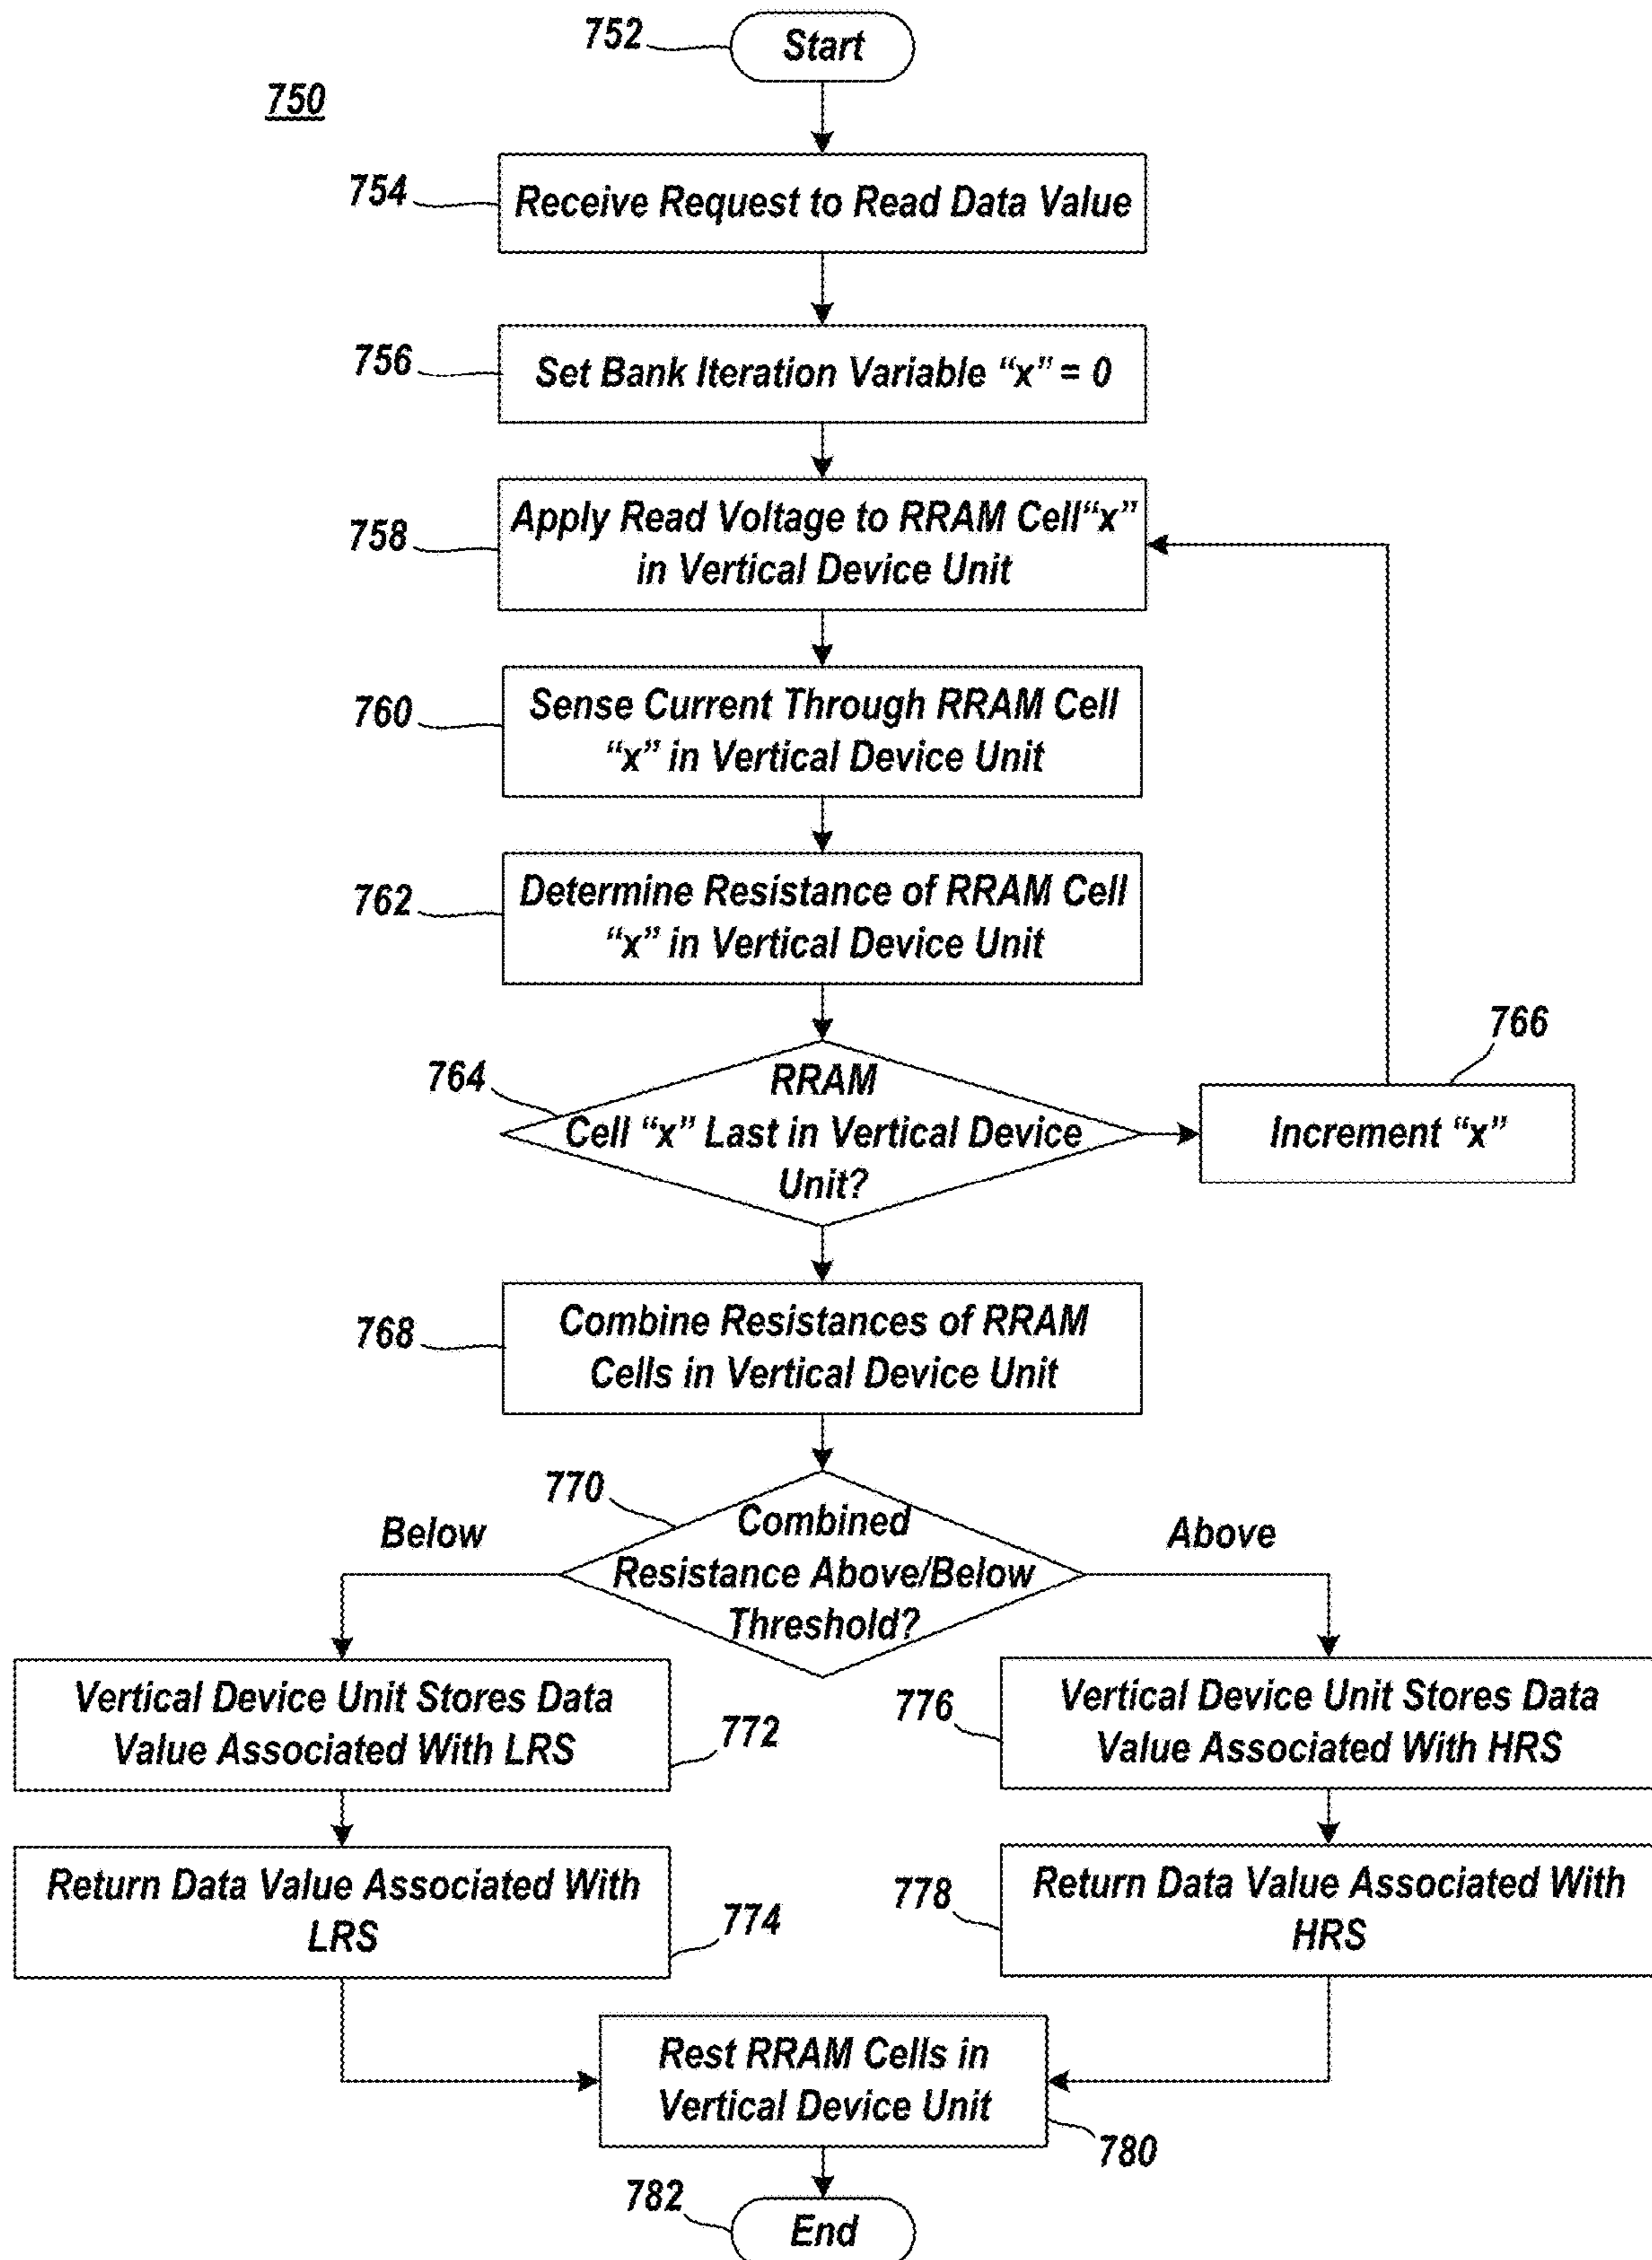 752
Start
750
754
Receive Request to Read Data Value
756
Set Bank Iteration Variable “x” = 0
758
Apply Read Voltage to RRAM Cell“x”
in Vertical Device Unit
760
Sense Current Through RRAM Cell
“x” in Vertical Device Unit
762
Determine Resistance of RRAM Cell
“x” in Vertical Device Unit
764
RRAM
Cell “x” Last in Vertical Device
Unit?
766
Increment “x”
768
Combine Resistances of RRAM
Cells in Vertical Device Unit
770
Combined
Resistance Above/Below
Threshold?
Below
Above
Vertical Device Unit Stores Data
Value Associated With LRS
772
776
Vertical Device Unit Stores Data
Value Associated With HRS
Return Data Value Associated With
LRS
774
778
Return Data Value Associated With
HRS
Rest RRAM Cells in
Vertical Device Unit
780
782
End